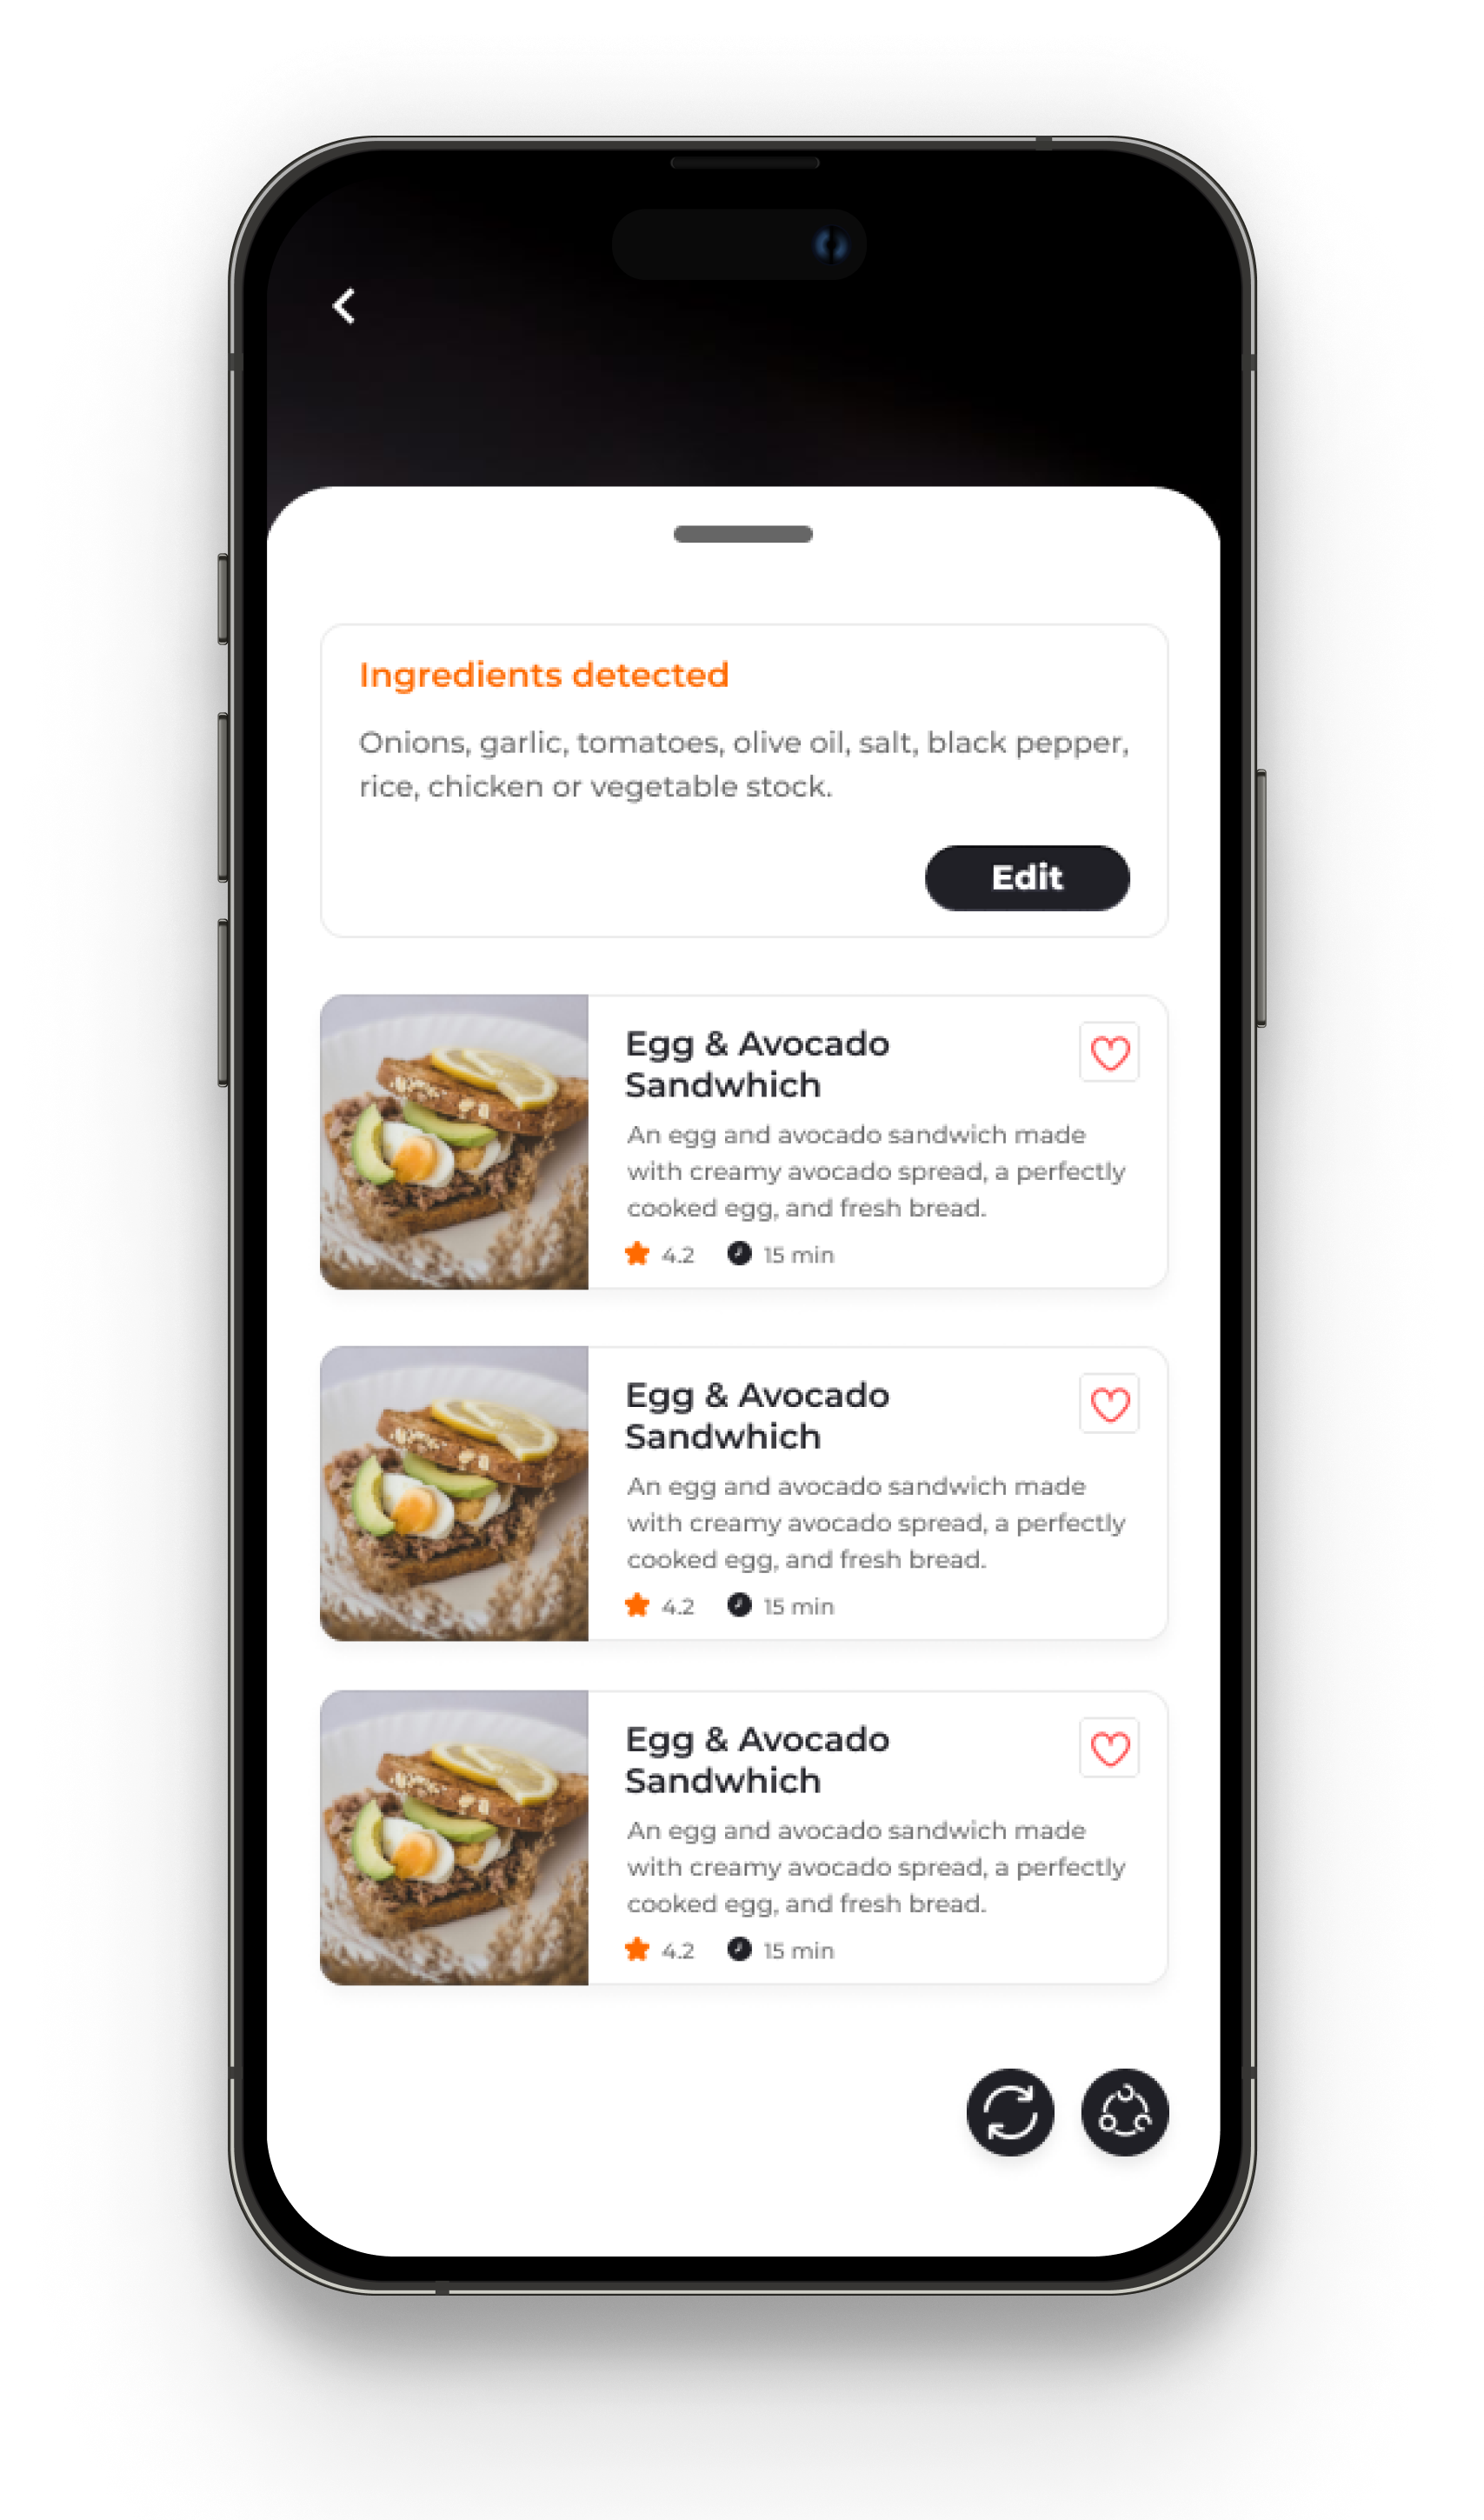 Ingredients detected
Onions, garlic, tomatoes, olive oil, salt, black pepper,
rice, chicken or vegetable stock.
Edit
Egg & Avocado
Sandwhich
An egg and avocado sandwich made
with creamy avocado spread, a perfectly
cooked egg, and fresh bread.
4.2 15 min
Egg & Avocado
Sandwhich
An egg and avocado sandwich made
with creamy avocado spread, a perfectly
cooked egg, and fresh bread.
4.2 15 min
Egg & Avocado
Sandwhich
An egg and avocado sandwich made
with creamy avocado spread, a perfectly
cooked egg, and fresh bread.
4.2 15 min